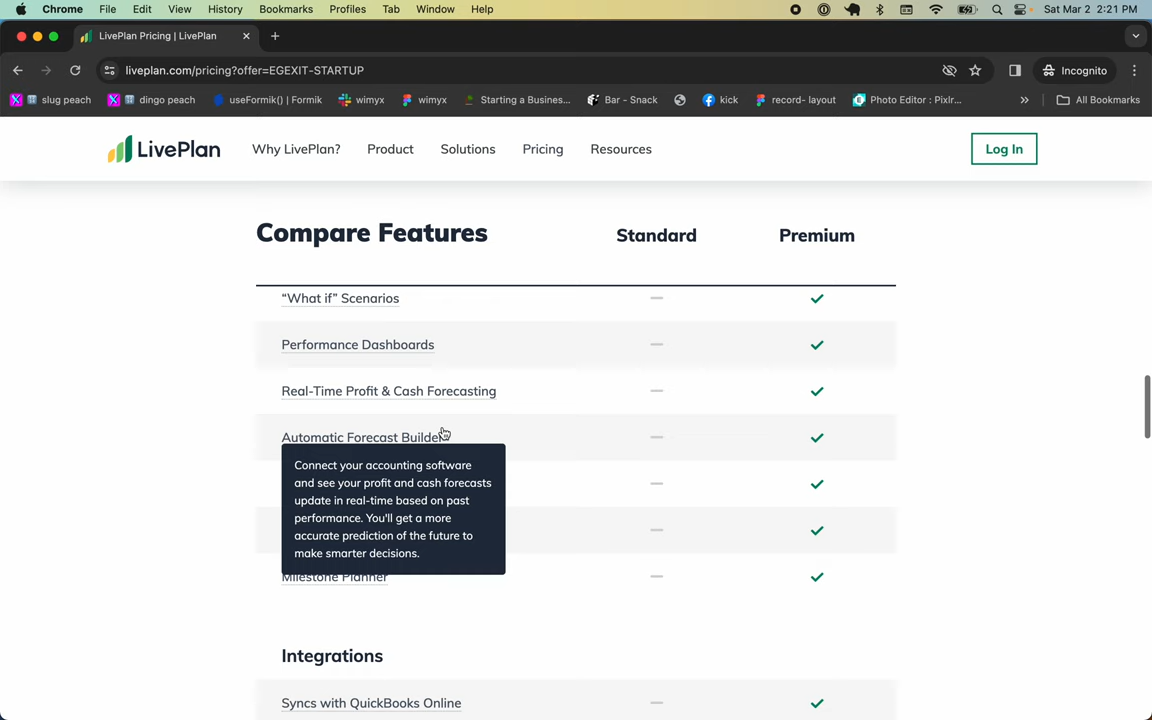 Chrome File Edit View History Bookmarks Profiles Tab Window Help Sat Mar 2 2:21 PM
LivePlan Pricing | LivePlan
liveplan.com/pricing?offer=EGEXIT-STARTUP Incognito
slug peach dingo peach useFormik() | Formik wimyx wimyx Starting a Busines... Bar - Snack kick record- layout Photo Editor : Pixlr... » All Bookmarks
LivePlan Why LivePlan? Product Solutions Pricing Resources Log In
Compare Features Standard Premium
“What if” Scenarios
Performance Dashboards
Real-Time Profit & Cash Forecasting
Automatic Forecast Builder
Connect your accounting software
and see your profit and cash forecasts
update in real-time based on past
performance. You'll get a more
accurate prediction of the future to
make smarter decisions.
Milestone Planner
Integrations
Syncs with QuickBooks Online